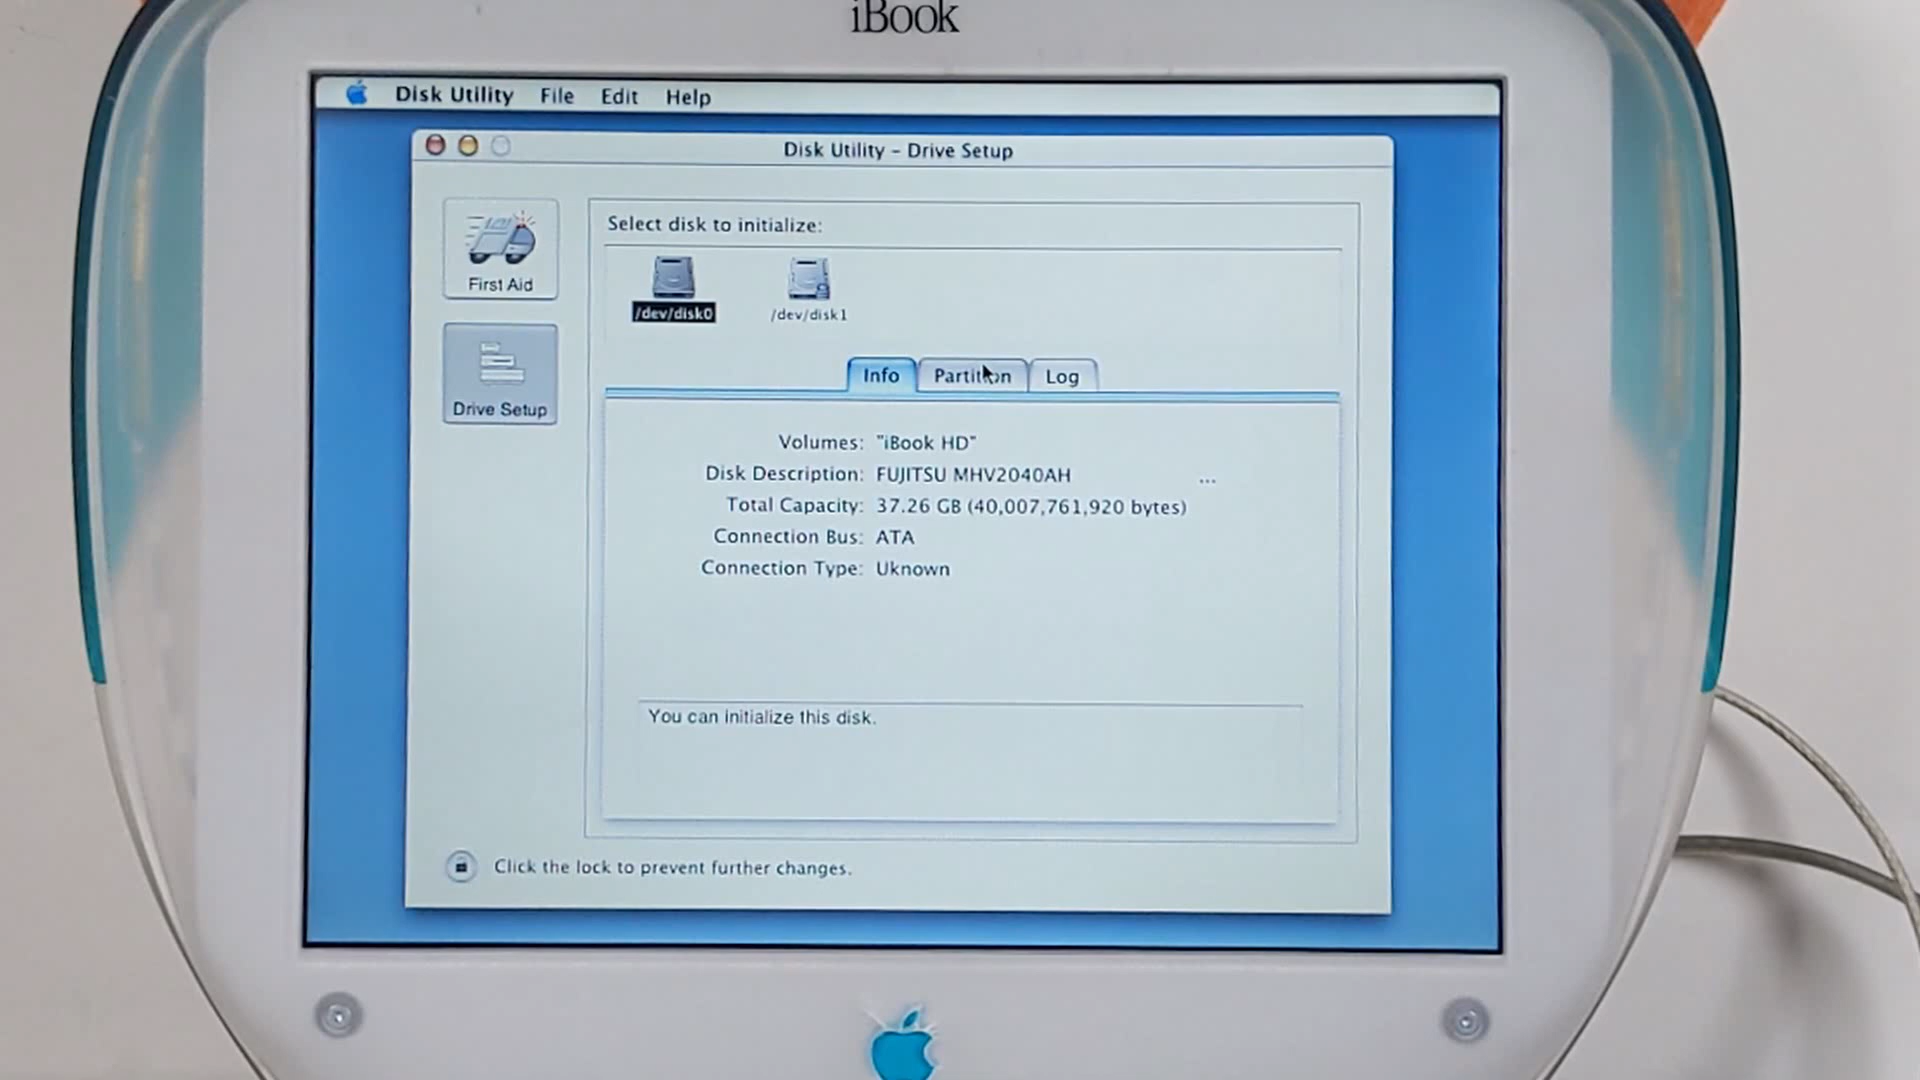 iBook
Disk Utility File Edit Help
Disk Utility – Drive Setup
First Aid
Drive Setup
Select disk to initialize:
/dev/disk0 /dev/disk1
Info Partition Log
Volumes: "iBook HD"
Disk Description: FUJITSU MHV2040AH ...
Total Capacity: 37.26 GB (40,007,761,920 bytes)
Connection Bus: ATA
Connection Type: Uknown
You can initialize this disk.
Click the lock to prevent further changes.